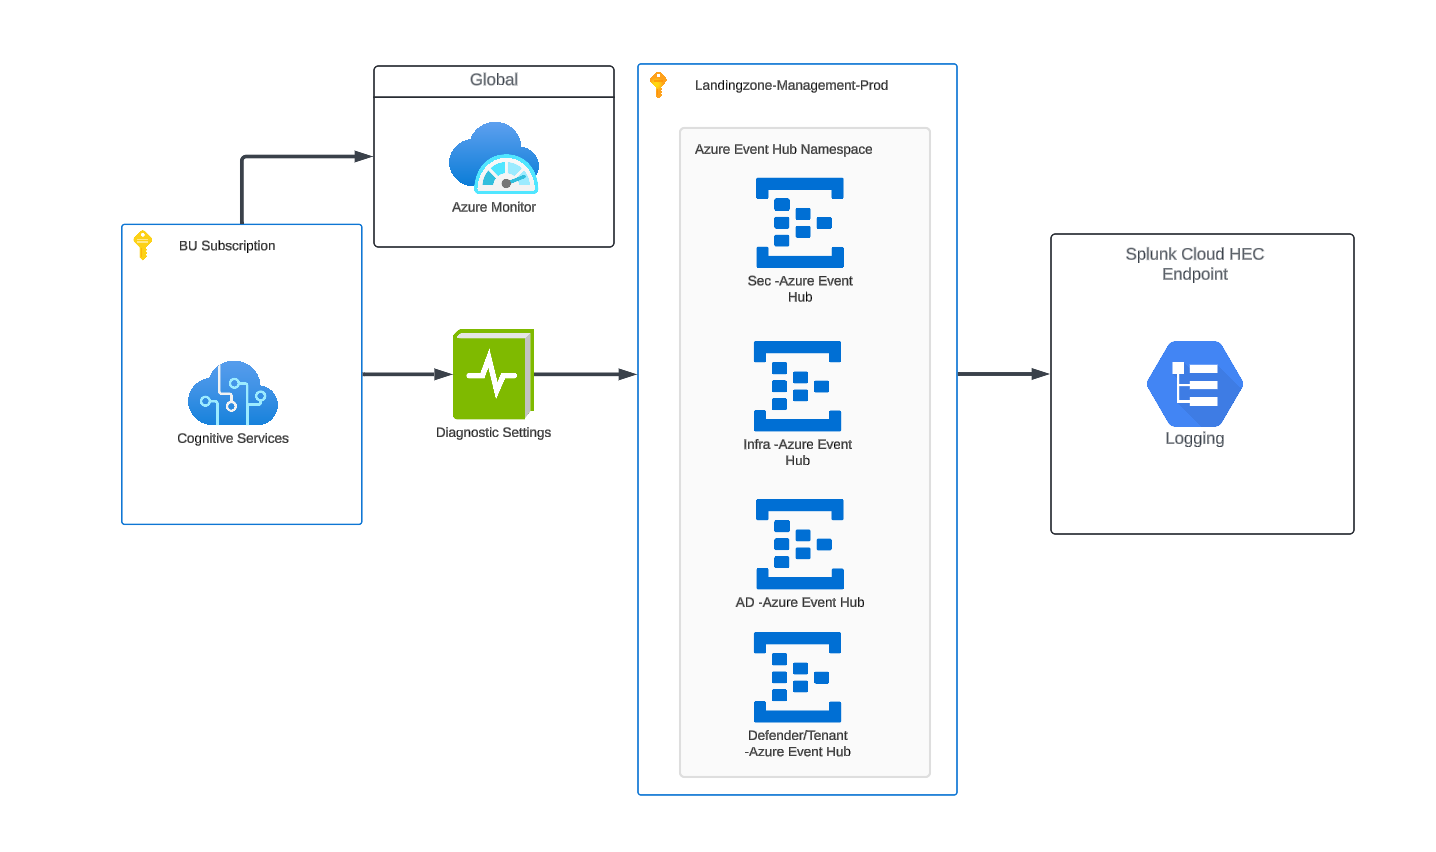 Global
Azure Monitor
BU Subscription
Cognitive Services
Diagnostic Settings
Landingzone-Management-Prod
Azure Event Hub Namespace
Sec -Azure Event
Hub
Infra -Azure Event
Hub
AD -Azure Event Hub
Defender/Tenant
-Azure Event Hub
Splunk Cloud HEC
Endpoint
Logging